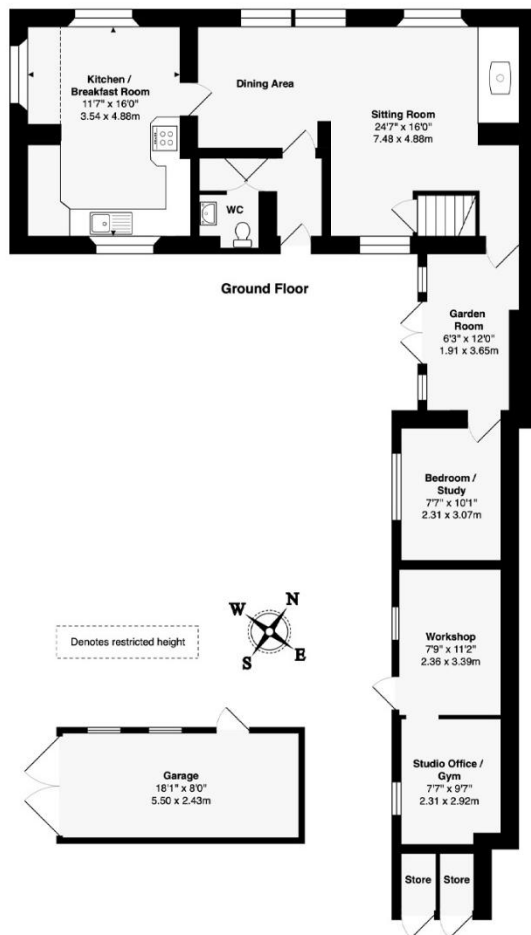 Kitchen /
Breakfast Room
11'7" x 16'0"
3.54 x 4.88m
Dining Area
Sitting Room
24'7" x 16'0"
7.48 x 4.88m
WC
Ground Floor
Garden
Room
6'3" x 12'0"
1.91 x 3.65m
Bedroom /
Study
7'7" x 10'1"
2.31 x 3.07m
W
N
S
E
Denotes restricted height
Workshop
7'9" x 11'2"
2.36 x 3.39m
Garage
18'1" x 8'0"
5.50 x 2.43m
Studio Office /
Gym
7'7" x 9'7"
2.31 x 2.92m
Store
Store